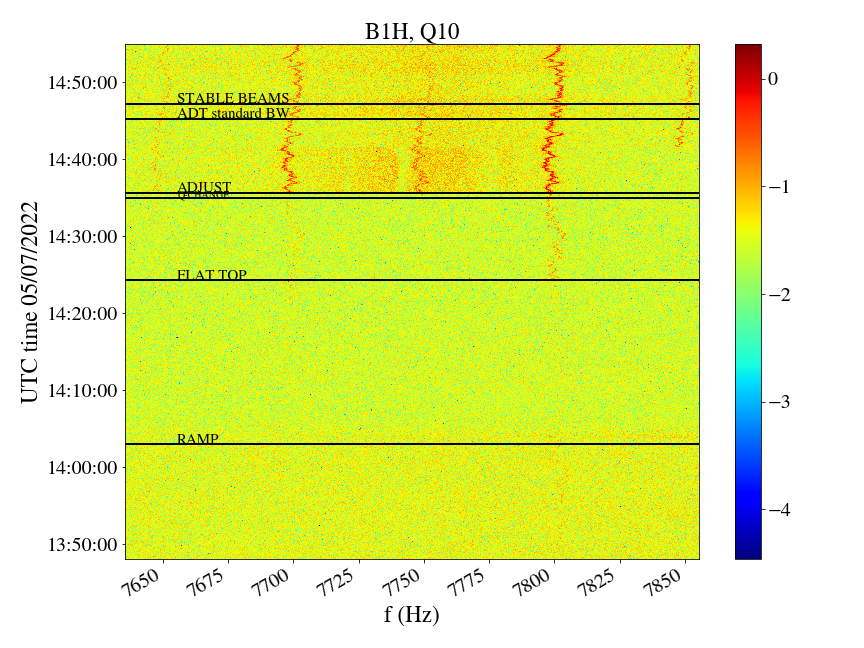 B1H, Q10
14:50:00
STABLE BEAMS
ADT standard BW
14:40:00
ADJUST
QCHANGE
14:30:00
FLAT TOP
14:20:00
14:10:00
RAMP
14:00:00
13:50:00
UTC time 05/07/2022
7650 7675 7700 7725 7750 7775 7800 7825 7850
f (Hz)
0
−1
−2
−3
−4